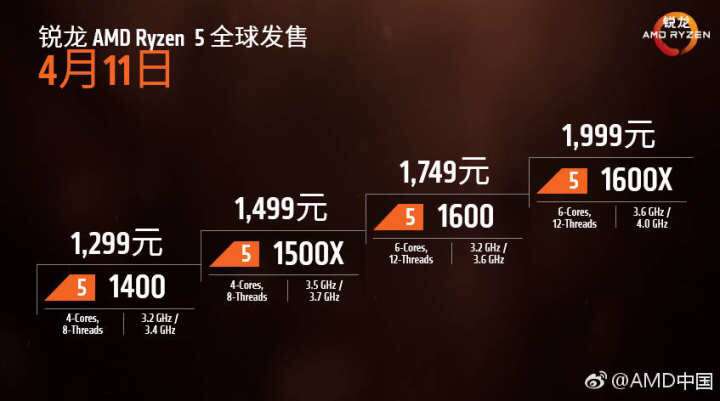 锐龙 AMD Ryzen 5 全球发售
4月11日
锐龙
AMD RYZEN
1,299元
5 1400
4-Cores,
8-Threads
3.2 GHz /
3.4 GHz
1,499元
5 1500X
4-Cores,
8-Threads
3.5 GHz /
3.7 GHz
1,749元
5 1600
6-Cores,
12-Threads
3.2 GHz /
3.6 GHz
1,999元
5 1600X
6-Cores,
12-Threads
3.6 GHz /
4.0 GHz
@AMD中国